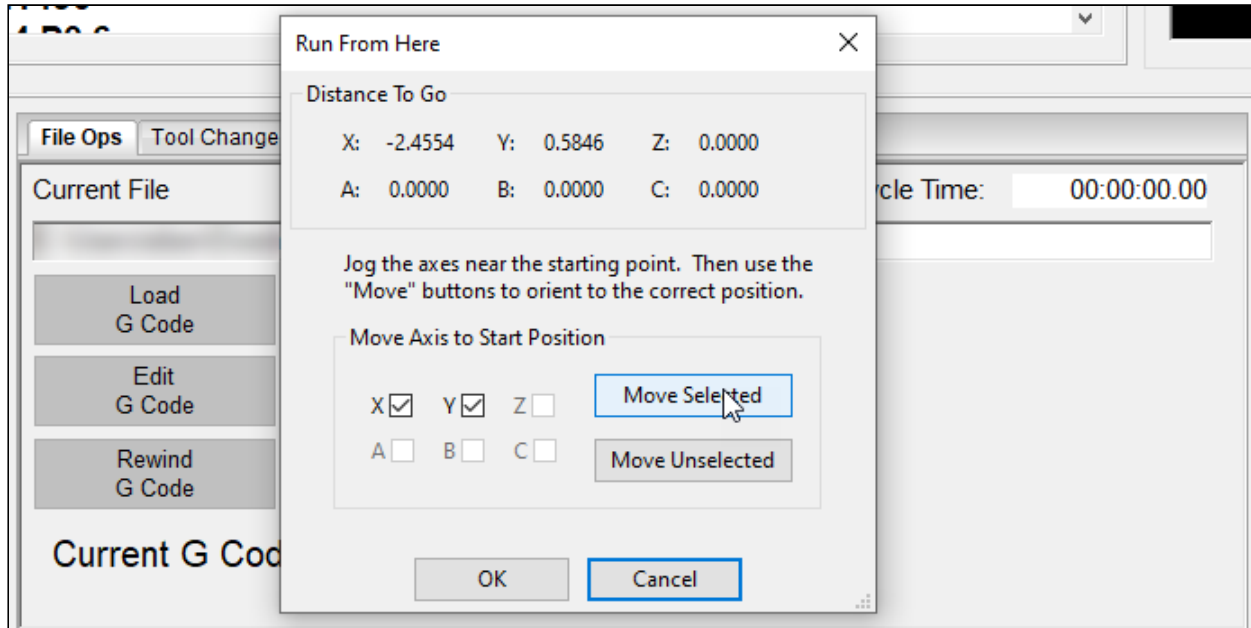 Run From Here
Distance To Go
X: -2.4554 Y: 0.5846 Z: 0.0000
A: 0.0000 B: 0.0000 C: 0.0000
File Ops Tool Change
Current File
cle Time: 00:00:00.00
Jog the axes near the starting point. Then use the
"Move" buttons to orient to the correct position.
Load
G Code
Edit
G Code
Rewind
G Code
Move Axis to Start Position
X Y Z
Move Selected
A B C
Move Unselected
Current G Cod
OK Cancel